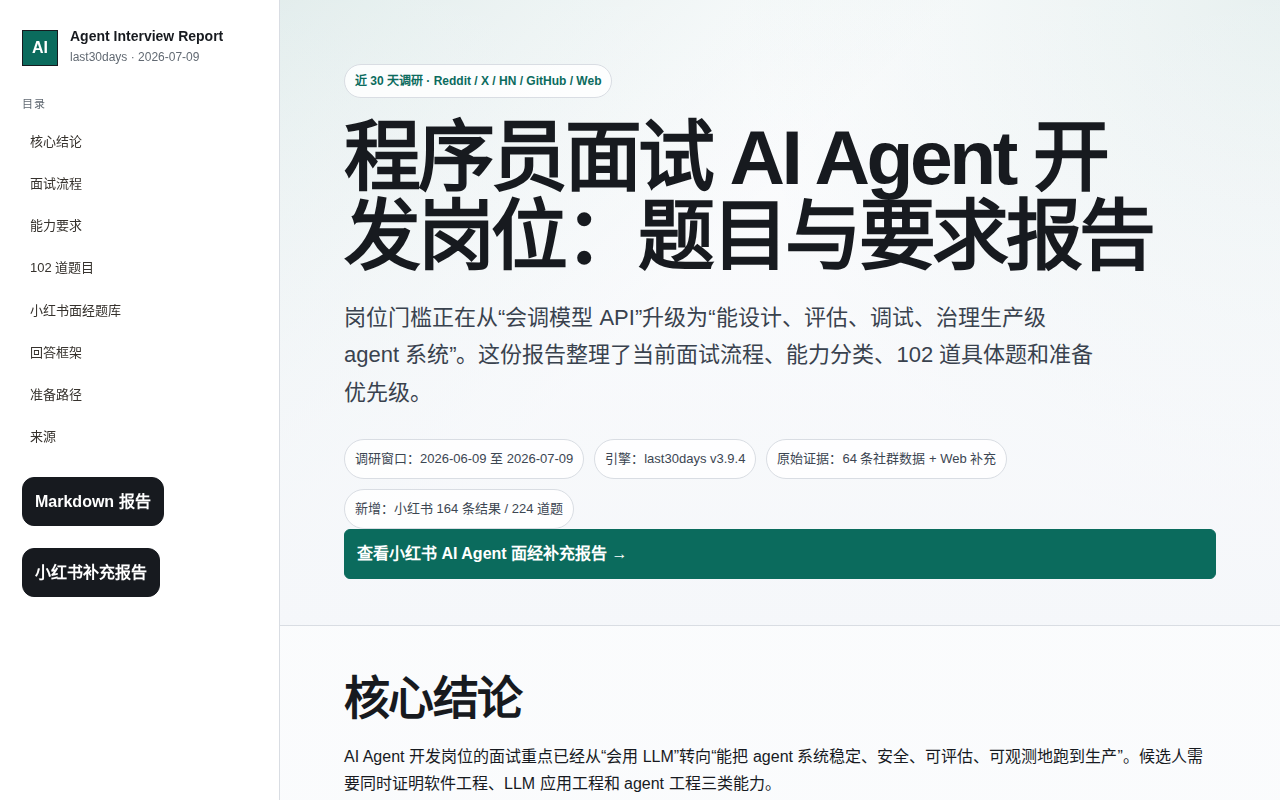 AI
Agent Interview Report
last30days · 2026-07-09
目录
核心结论
面试流程
能力要求
102 道题目
小红书面经题库
回答框架
准备路径
来源
Markdown 报告
小红书补充报告
近 30 天调研 · Reddit / X / HN / GitHub / Web
程序员面试 AI Agent 开
发岗位：题目与要求报告
岗位门槛正在从“会调模型 API”升级为“能设计、评估、调试、治理生产级
agent 系统”。这份报告整理了当前面试流程、能力分类、102 道具体题和准备
优先级。
调研窗口：2026-06-09 至 2026-07-09
引擎：last30days v3.9.4
原始证据：64 条社群数据 + Web 补充
新增：小红书 164 条结果 / 224 道题
查看小红书 AI Agent 面经补充报告 →
核心结论
AI Agent 开发岗位的面试重点已经从“会用 LLM”转向“能把 agent 系统稳定、安全、可评估、可观测地跑到生产”。候选人需
要同时证明软件工程、LLM 应用工程和 agent 工程三类能力。